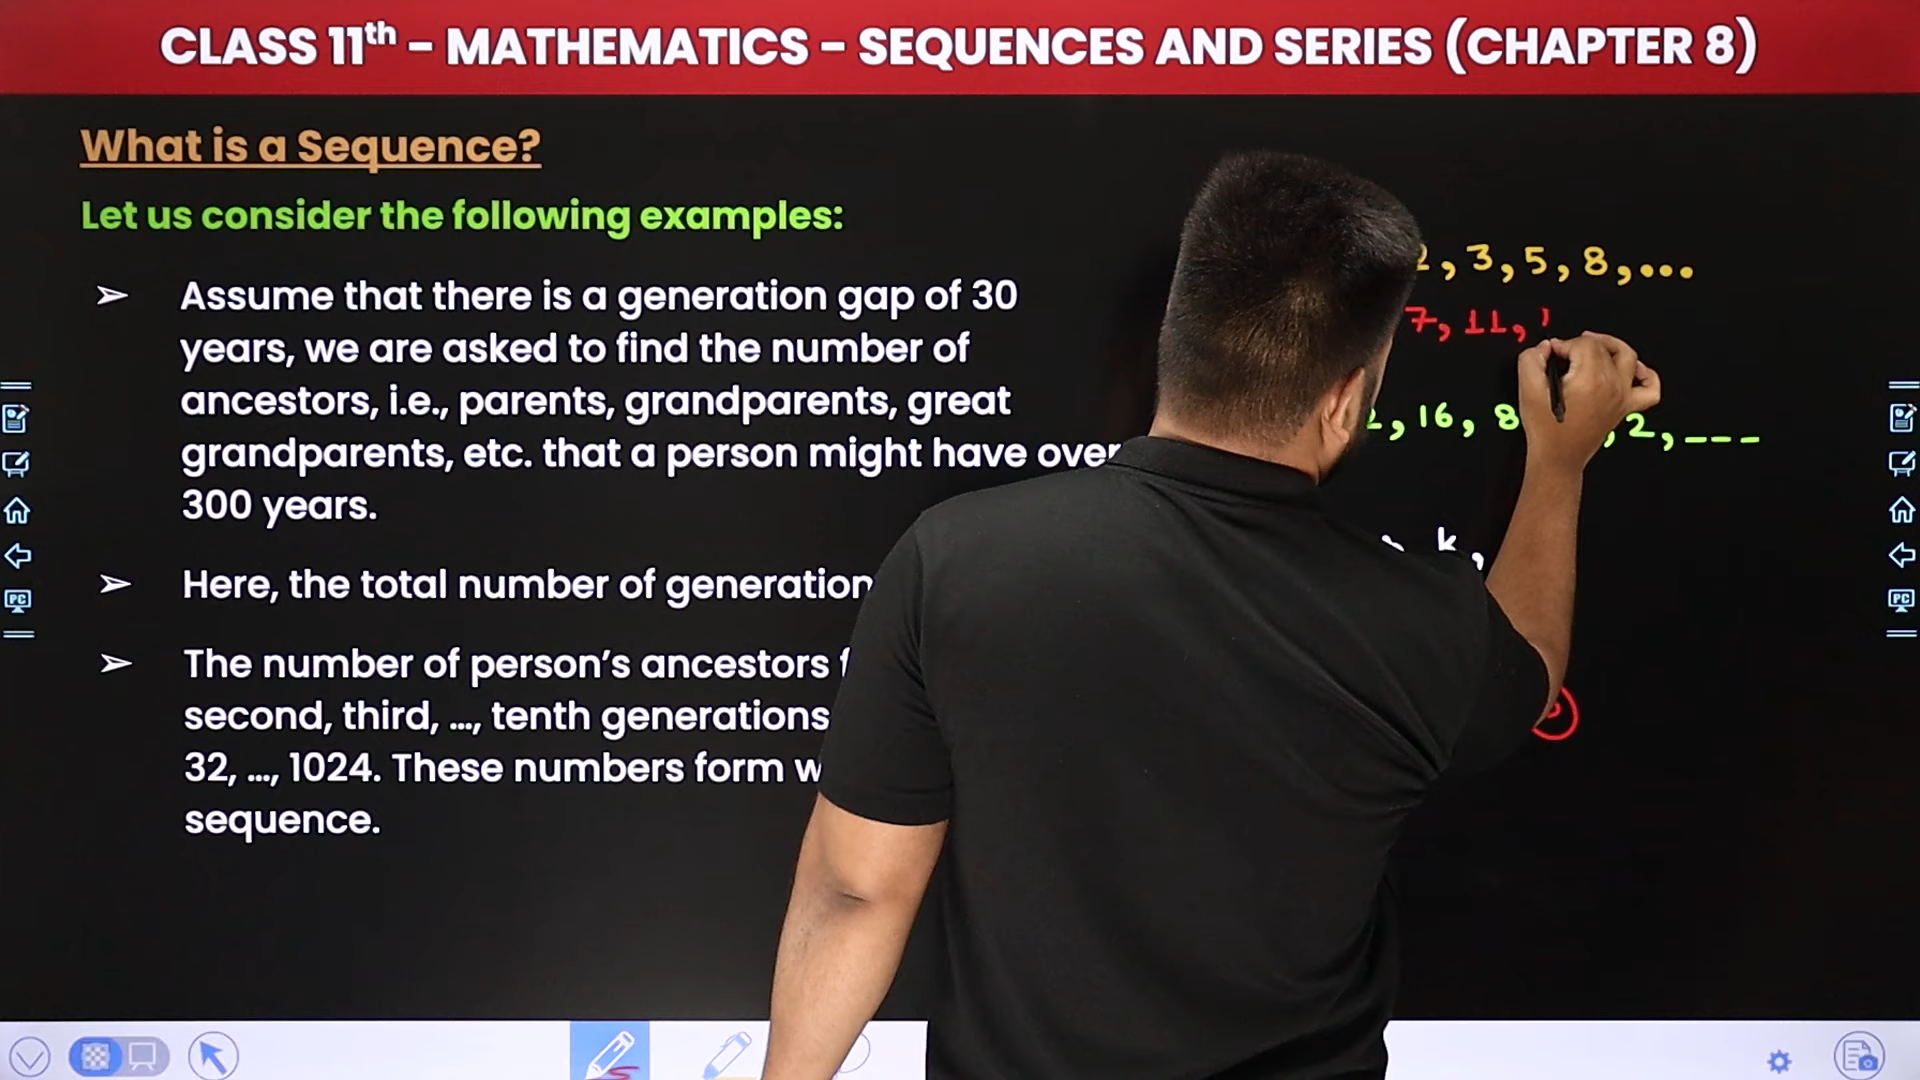 CLASS 11th - MATHEMATICS - SEQUENCES AND SERIES (CHAPTER 8)
What is a Sequence?
Let us consider the following examples:
➢ Assume that there is a generation gap of 30
years, we are asked to find the number of
ancestors, i.e., parents, grandparents, great
grandparents, etc. that a person might have over
300 years.
➢ Here, the total number of generation
➢ The number of person’s ancestors
second, third, …, tenth generations
32, …, 1024. These numbers form
sequence.
2, 3, 5, 8, ...
7, 11,
, 16, 8 , 2, ---
k,
PC
PC